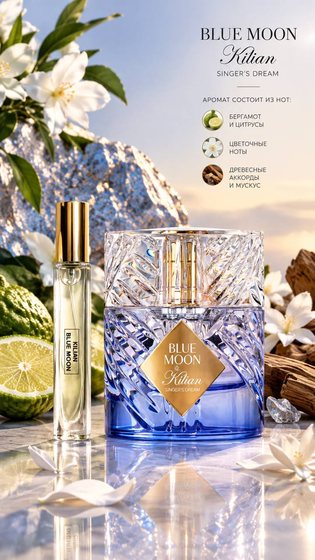 BLUE MOON
Kilian
SINGER'S DREAM
АРОМАТ СОСТОИТ ИЗ НОТ:
БЕРГАМОТ
И ЦИТРУСЫ
ЦВЕТОЧНЫЕ
НОТЫ
ДРЕВЕСНЫЕ
АККОРДЫ
И МУСКУС
KILIAN
BLUE MOON
BLUE
MOON
Kilian
SINGER'S DREAM